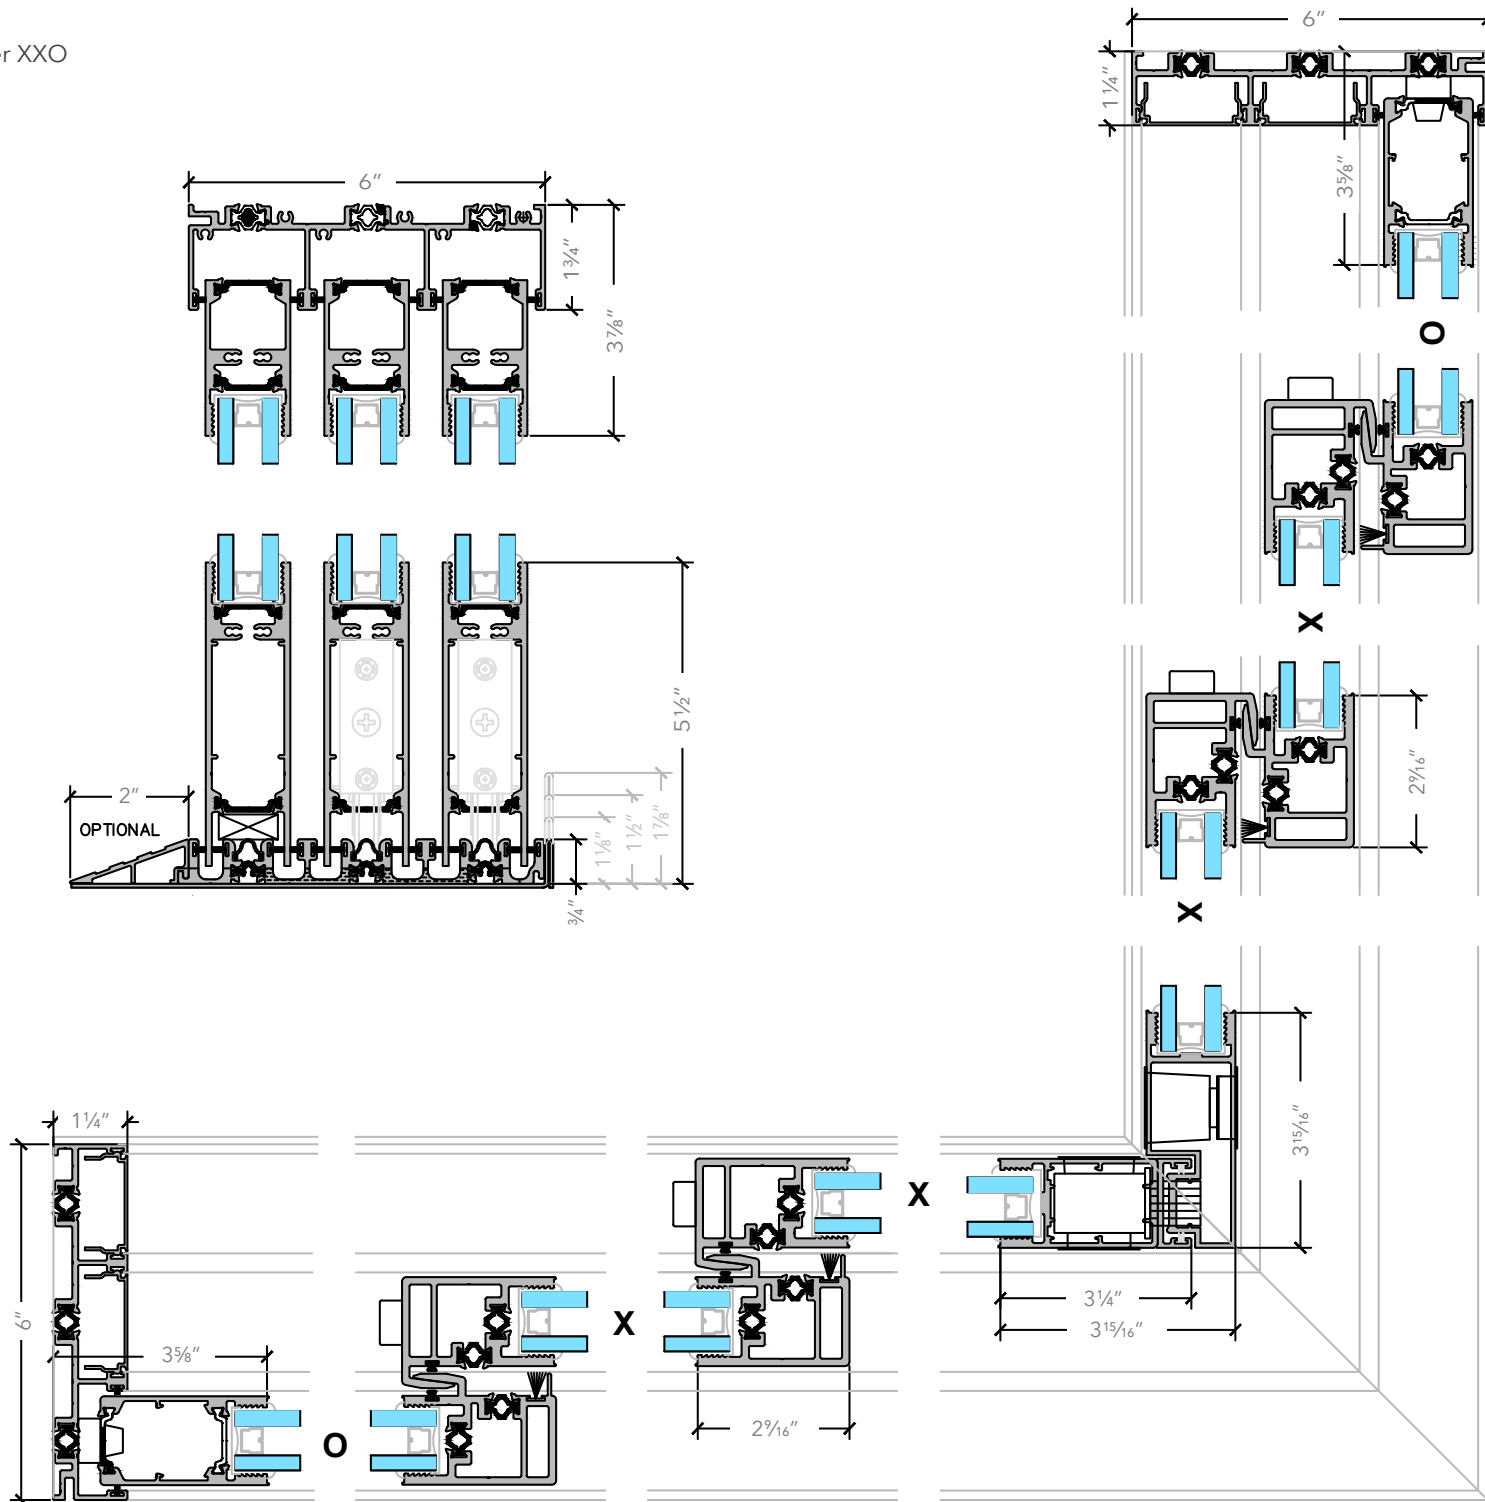 er XXO
6″
1¼″
3⅝″
6″
1¾″
3⅞″
O
X
2″
OPTIONAL
5½″
1⅛″
1½″
1⅞″
¾″
2⁹⁄₁₆″
X
1¼″
3¹⁵⁄₁₆″
X
6″
3⅝″
X
3¼″
3¹⁵⁄₁₆″
O
2⁹⁄₁₆″